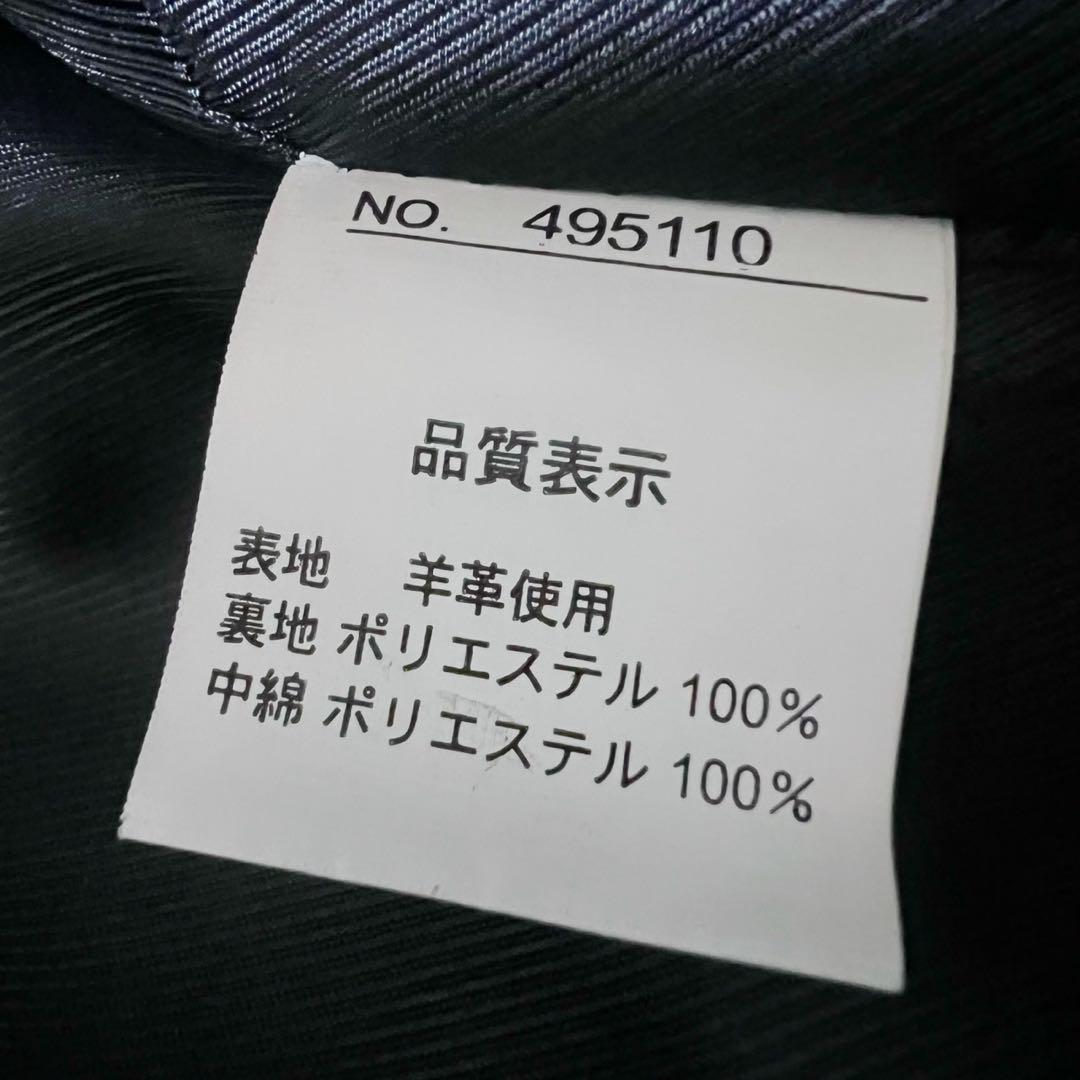 NO. 495110
品質表示
表地 羊革使用
裏地 ポリエステル 100%
中綿 ポリエステル 100%